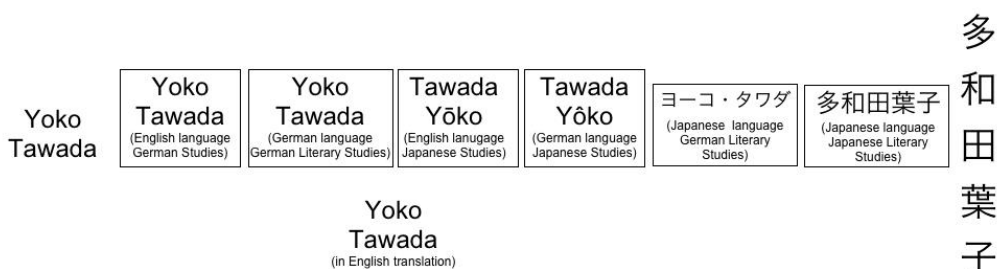 Yoko
Tawada
Yoko
Tawada
(English language
German Studies)
Yoko
Tawada
(German language
German Literary Studies)
Tawada
Yōko
(English lanugage
Japanese Studies)
Tawada
Yôko
(German language
Japanese Studies)
ヨーコ・タワダ
(Japanese language
German Literary
Studies)
多和田葉子
(Japanese language
Japanese Literary
Studies)
多和田葉子
Yoko
Tawada
(in English translation)